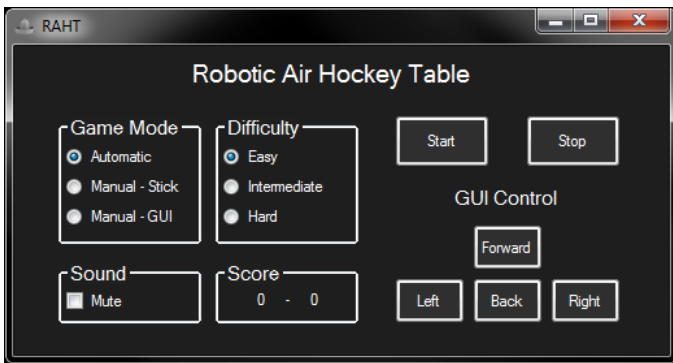 RAHT
Robotic Air Hockey Table
Game Mode
Automatic
Manual - Stick
Manual - GUI
Difficulty
Easy
Intermediate
Hard
Start
Stop
GUI Control
Forward
Left
Back
Right
Sound
Mute
Score
0 - 0